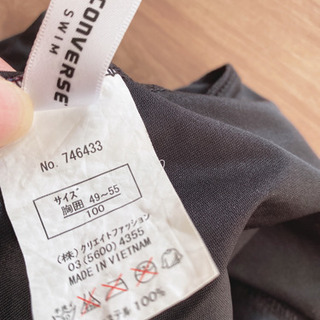 CONVERSE
SWIM
No. 746433
サイズ
胸囲 49~55
100
(株)クリエイトファッション
03(5600)4355
MADE IN VIETNAM
100%